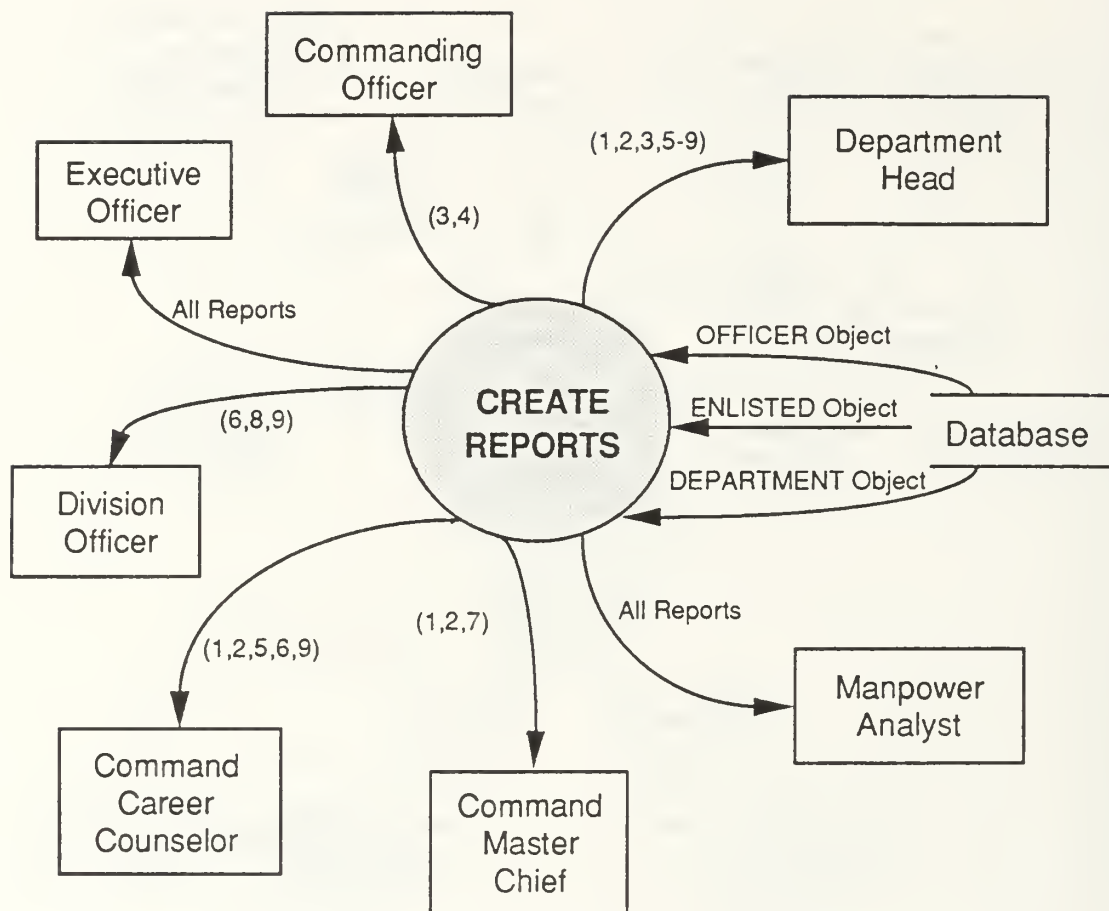 Commanding
Officer
(1,2,3,5-9)
Department
Head
Executive
Officer
(3,4)
All Reports
OFFICER Object
CREATE
REPORTS
ENLISTED Object
Database
(6,8,9)
DEPARTMENT Object
Division
Officer
All Reports
(1,2,7)
(1,2,5,6,9)
Manpower
Analyst
Command
Career
Counselor
Command
Master
Chief